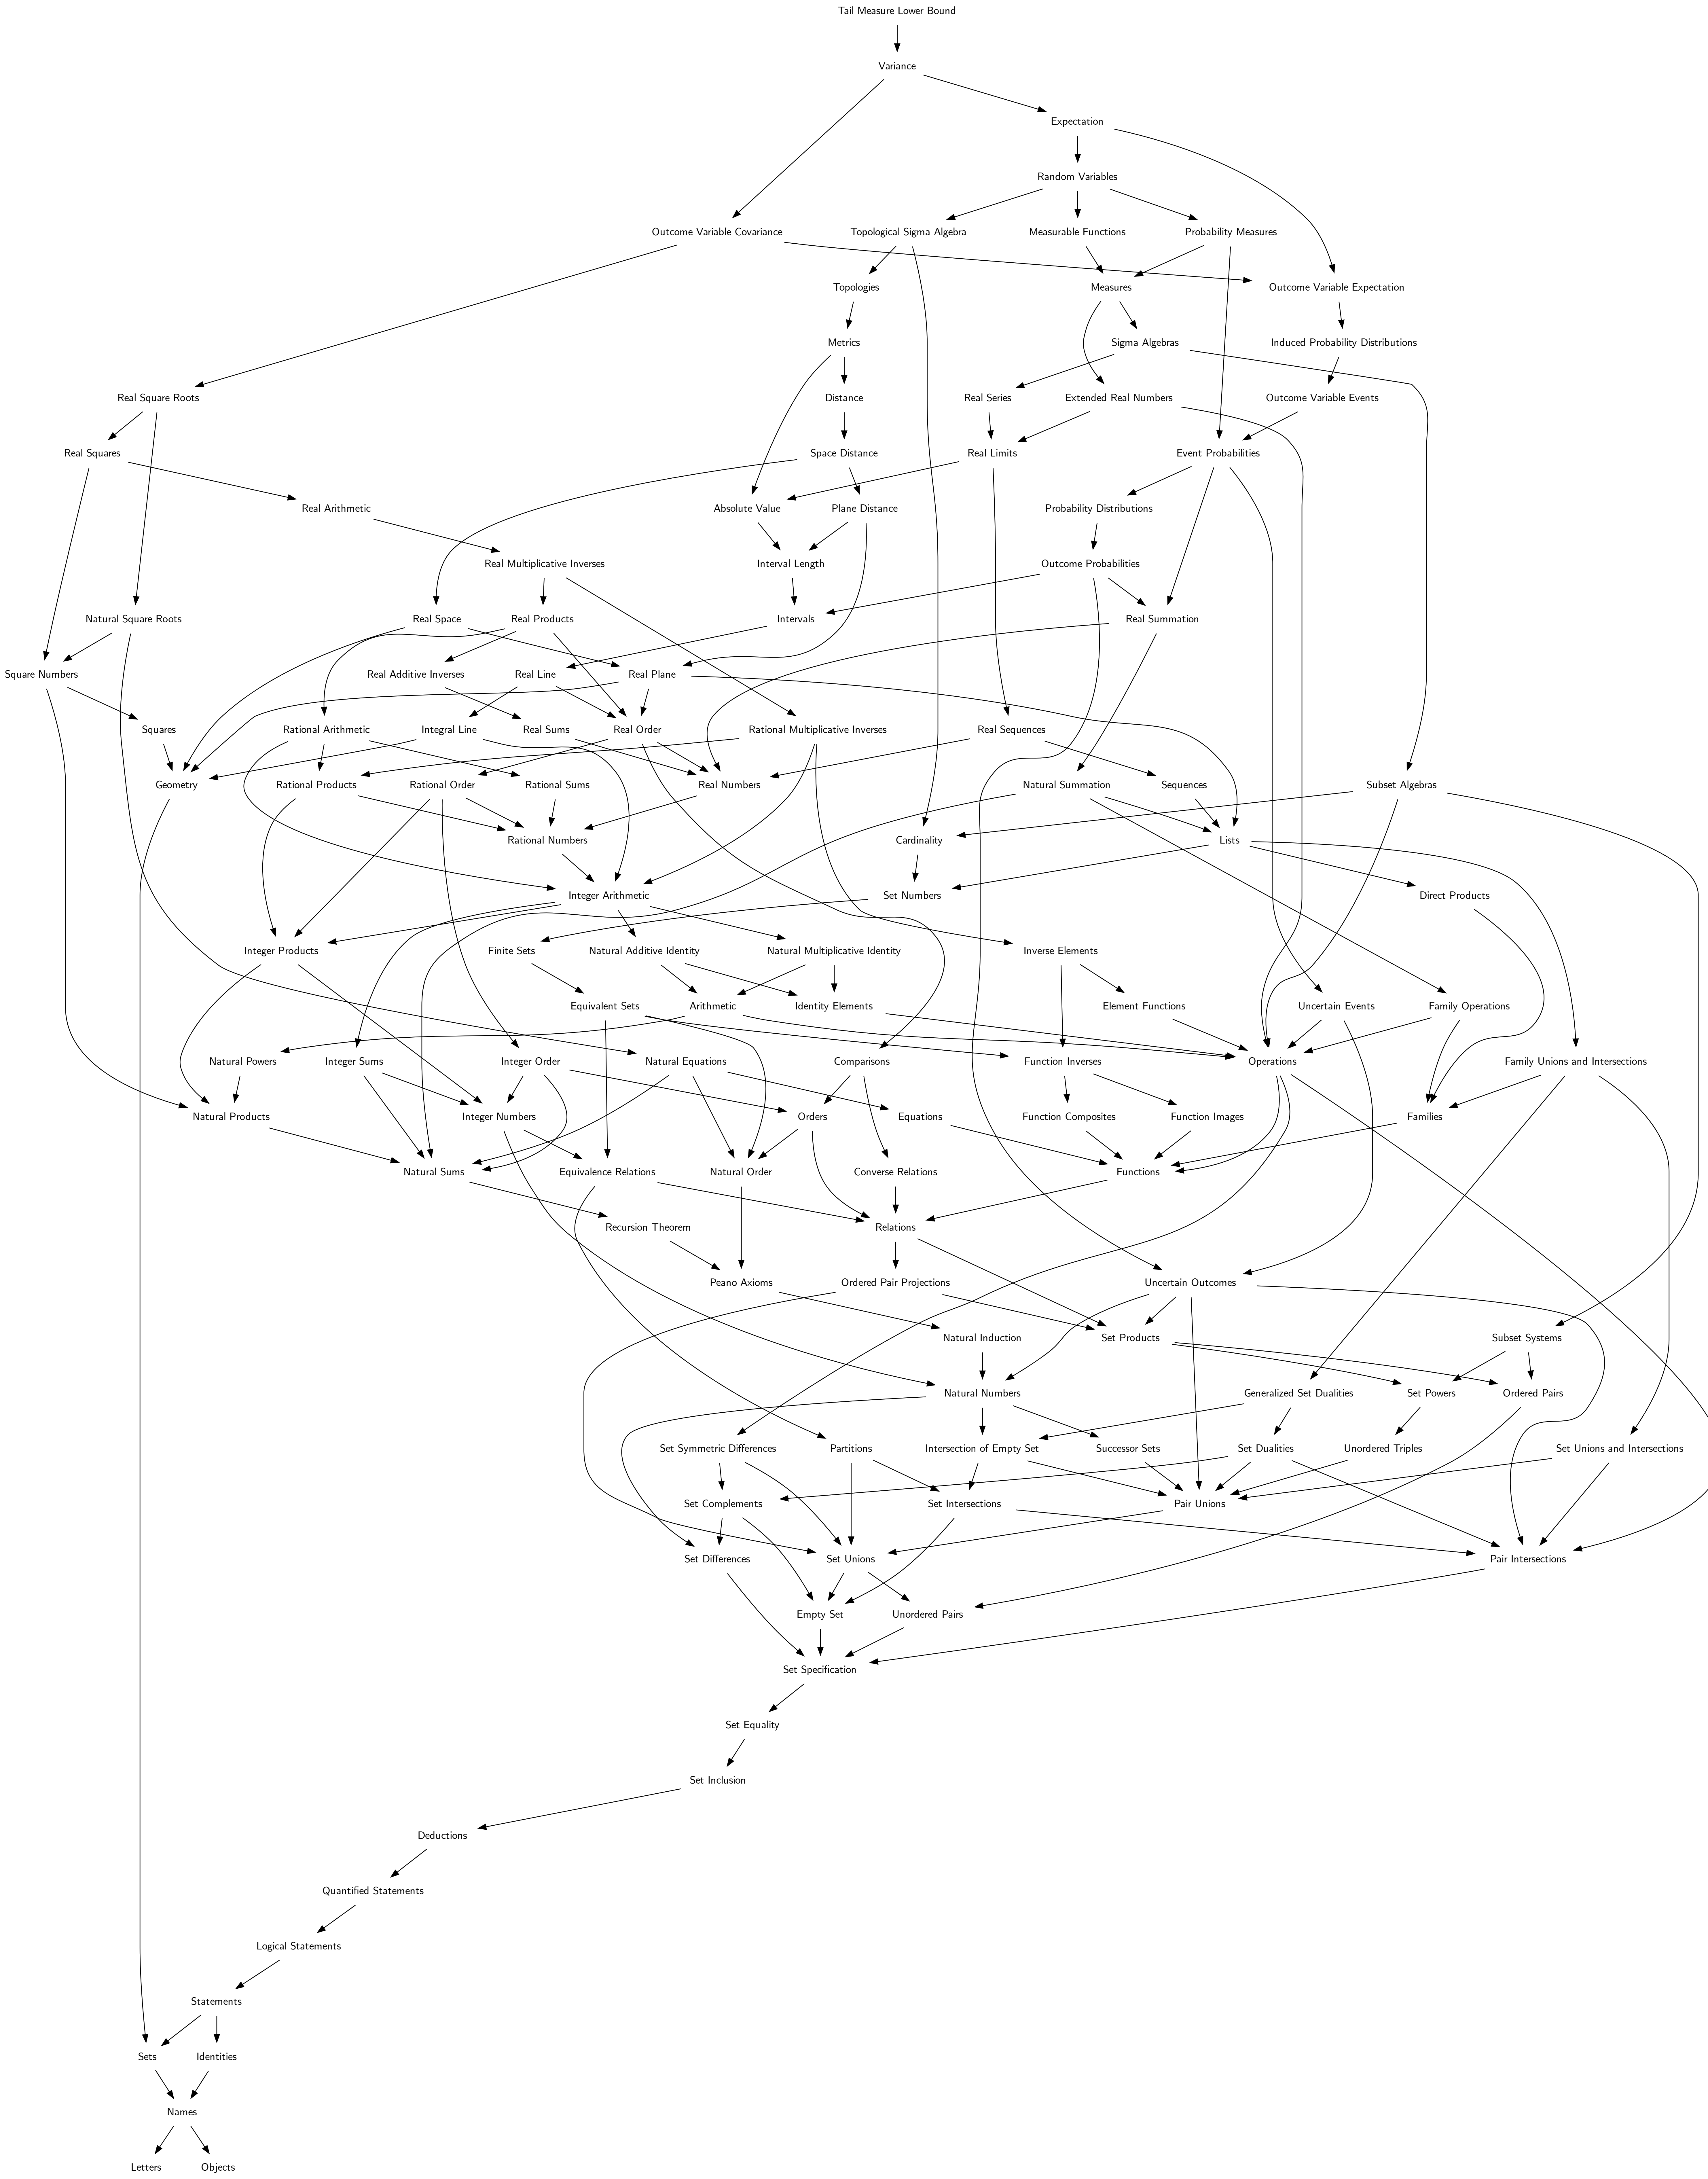 Tail Measure Lower Bound
Variance
Expectation
Random Variables
Outcome Variable Covariance
Topological Sigma Algebra
Measurable Functions
Probability Measures
Topologies
Measures
Outcome Variable Expectation
Metrics
Sigma Algebras
Induced Probability Distributions
Real Square Roots
Distance
Real Series
Extended Real Numbers
Outcome Variable Events
Real Squares
Space Distance
Real Limits
Event Probabilities
Real Arithmetic
Absolute Value
Plane Distance
Probability Distributions
Real Multiplicative Inverses
Interval Length
Outcome Probabilities
Natural Square Roots
Real Space
Real Products
Intervals
Real Summation
Square Numbers
Real Additive Inverses
Real Line
Real Plane
Squares
Rational Arithmetic
Integral Line
Real Sums
Real Order
Rational Multiplicative Inverses
Real Sequences
Geometry
Rational Products
Rational Order
Rational Sums
Real Numbers
Natural Summation
Sequences
Subset Algebras
Rational Numbers
Cardinality
Lists
Integer Arithmetic
Set Numbers
Direct Products
Integer Products
Finite Sets
Natural Additive Identity
Natural Multiplicative Identity
Inverse Elements
Equivalent Sets
Arithmetic
Identity Elements
Element Functions
Uncertain Events
Family Operations
Natural Powers
Integer Sums
Integer Order
Natural Equations
Comparisons
Function Inverses
Operations
Family Unions and Intersections
Natural Products
Integer Numbers
Orders
Equations
Function Composites
Function Images
Families
Natural Sums
Equivalence Relations
Natural Order
Converse Relations
Functions
Recursion Theorem
Relations
Peano Axioms
Ordered Pair Projections
Uncertain Outcomes
Natural Induction
Set Products
Subset Systems
Natural Numbers
Generalized Set Dualities
Set Powers
Ordered Pairs
Set Symmetric Differences
Partitions
Intersection of Empty Set
Successor Sets
Set Dualities
Unordered Triples
Set Unions and Intersections
Set Complements
Set Intersections
Pair Unions
Set Differences
Set Unions
Pair Intersections
Empty Set
Unordered Pairs
Set Specification
Set Equality
Set Inclusion
Deductions
Quantified Statements
Logical Statements
Statements
Sets
Identities
Names
Letters
Objects